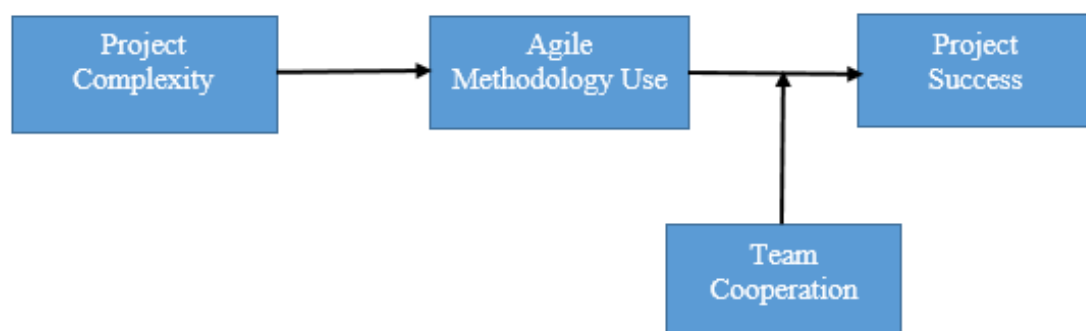 Project
Complexity
Agile
Methodology Use
Project
Success
Team
Cooperation